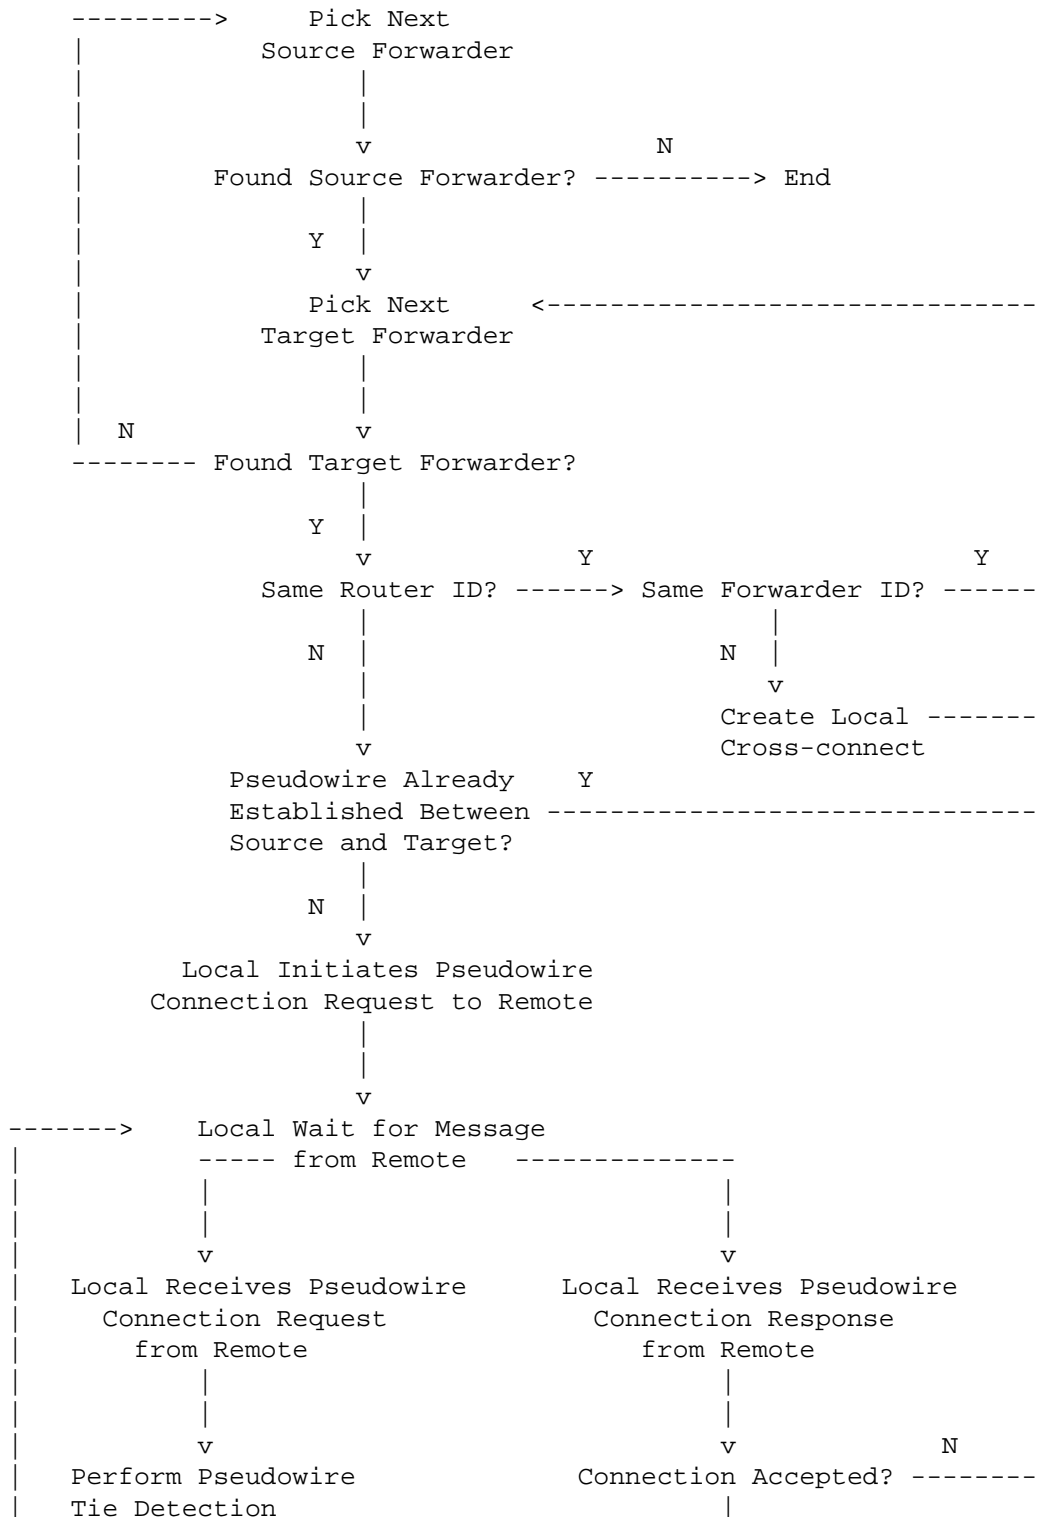 ---------> Pick Next
| Source Forwarder
| |
| |
| v N
| Found Source Forwarder? ----------> End
| |
| Y |
| v
| Pick Next <-------------------------------
| Target Forwarder
| |
| |
| N v
-------- Found Target Forwarder?
|
Y |
v Y Y
Same Router ID? ------> Same Forwarder ID? ------
| |
N | N |
| v
| Create Local -------
v Cross-connect
Pseudowire Already Y
Established Between -------------------------------
Source and Target?
|
N |
v
Local Initiates Pseudowire
Connection Request to Remote
|
|
v
-------> Local Wait for Message
| ----- from Remote --------------
| | |
| | |
| v v
| Local Receives Pseudowire Local Receives Pseudowire
| Connection Request Connection Response
| from Remote from Remote
| | |
| | |
| v v N
| Perform Pseudowire Connection Accepted? --------
| Tie Detection |